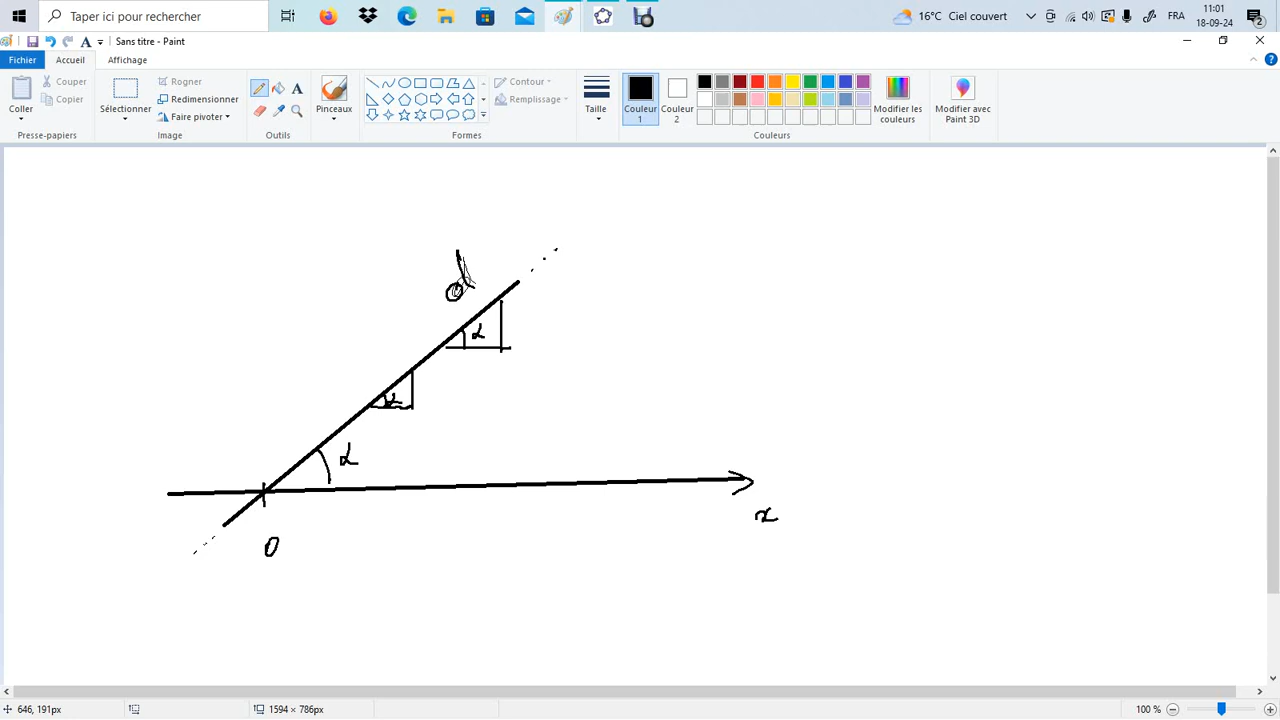 Taper ici pour rechercher
16°C Ciel couvert
FRA
11:01
18-09-24
2
Sans titre - Paint
Fichier Accueil Affichage
Coller
Couper
Copier
Presse-papiers
Sélectionner
Rogner
Redimensionner
Faire pivoter
Image
A
Outils
Pinceaux
Contour
Remplissage
Formes
Taille
Couleur 1
Couleur 2
Modifier les couleurs
Couleurs
Modifier avec Paint 3D
d
α
α
α
x
0
646, 191px
1594 × 786px
100 %